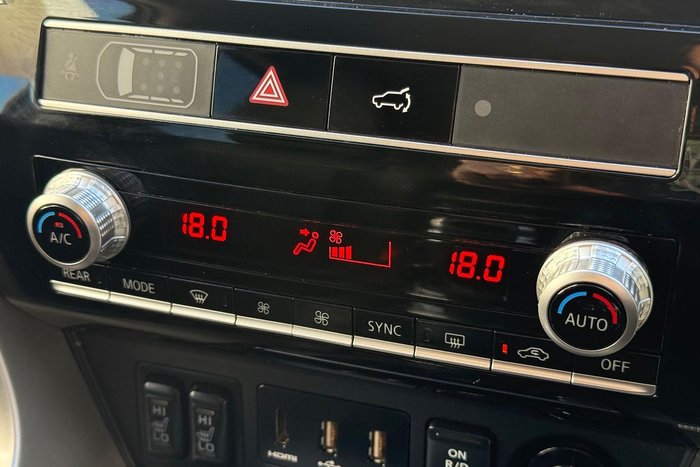 18.0
18.0
A/C
AUTO
REAR
MODE
SYNC
OFF
HI
LO
HI
LO
HDMI
ON
R/D